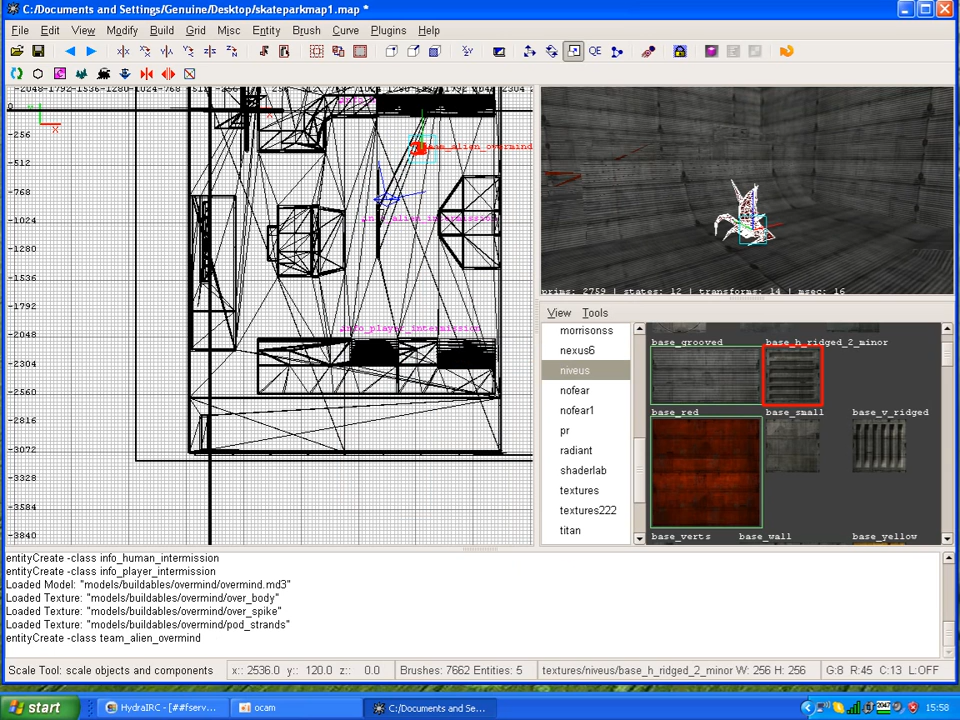 C:/Documents and Settings/Genuine/Desktop/skateparkmap1.map *
File Edit View Modify Build Grid Misc Entity Brush Curve Plugins Help
QE
0
-256
-512
-768
-1024
-1280
-1536
-1792
-2048
-2304
-2560
-2816
-3072
-3328
-3584
-3840
X
team_alien_overmind
info_alien_intermission
info_player_intermission
prims: 2759 | states: 12 | transforms: 14 | msec: 16
View Tools
morrisonss
nexus6
niveus
nofear
nofear1
pr
radiant
shaderlab
textures
textures222
titan
base_grooved base_h_ridged_2_minor
base_red base_small base_v_ridged
base_verts base_wall base_yellow
entityCreate -class info_human_intermission
entityCreate -class info_player_intermission
Loaded Model: "models/buildables/overmind/overmind.md3"
Loaded Texture: "models/buildables/overmind/over_body"
Loaded Texture: "models/buildables/overmind/over_spike"
Loaded Texture: "models/buildables/overmind/pod_strands"
entityCreate -class team_alien_overmind
Scale Tool: scale objects and components x:: 2536.0 y:: 120.0 z:: 0.0 Brushes: 7662 Entities: 5 textures/niveus/base_h_ridged_2_minor W: 256 H: 256 G:8 R:45 C:13 L:OFF
start HydraIRC - [##fserv... ocam C:/Documents and Se... 2047 15:58